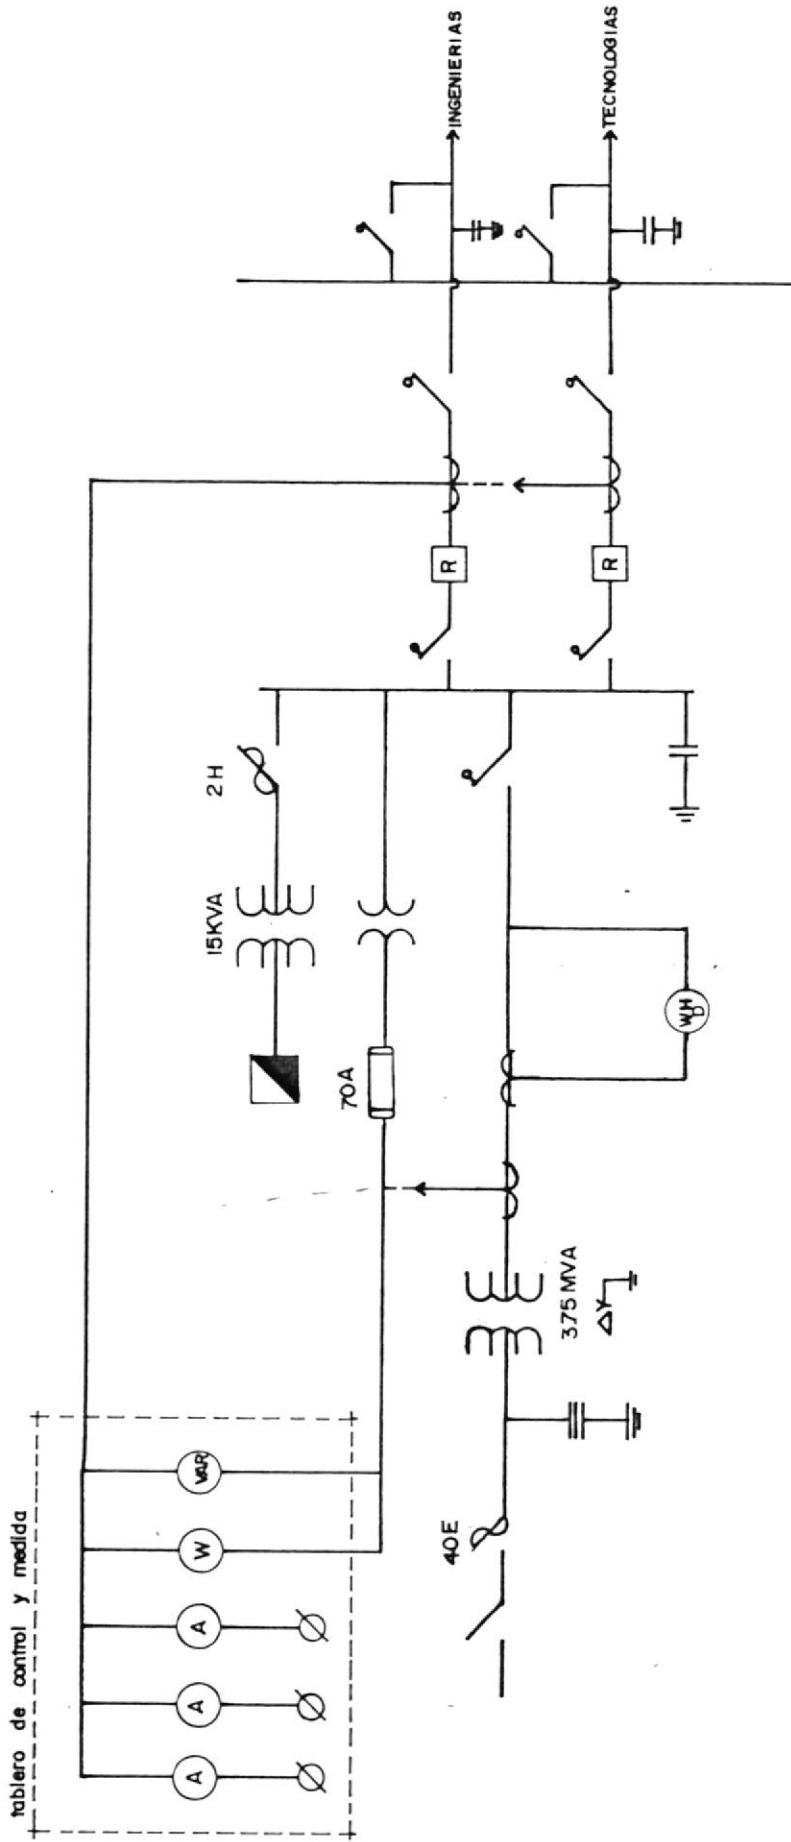 tablero de control y medida
A
A
A
W
VAR
40E
375 MVA
ΔY
70A
15KVA
2H
WH
D
R
R
INGENIERIAS
TECNOLOGIAS